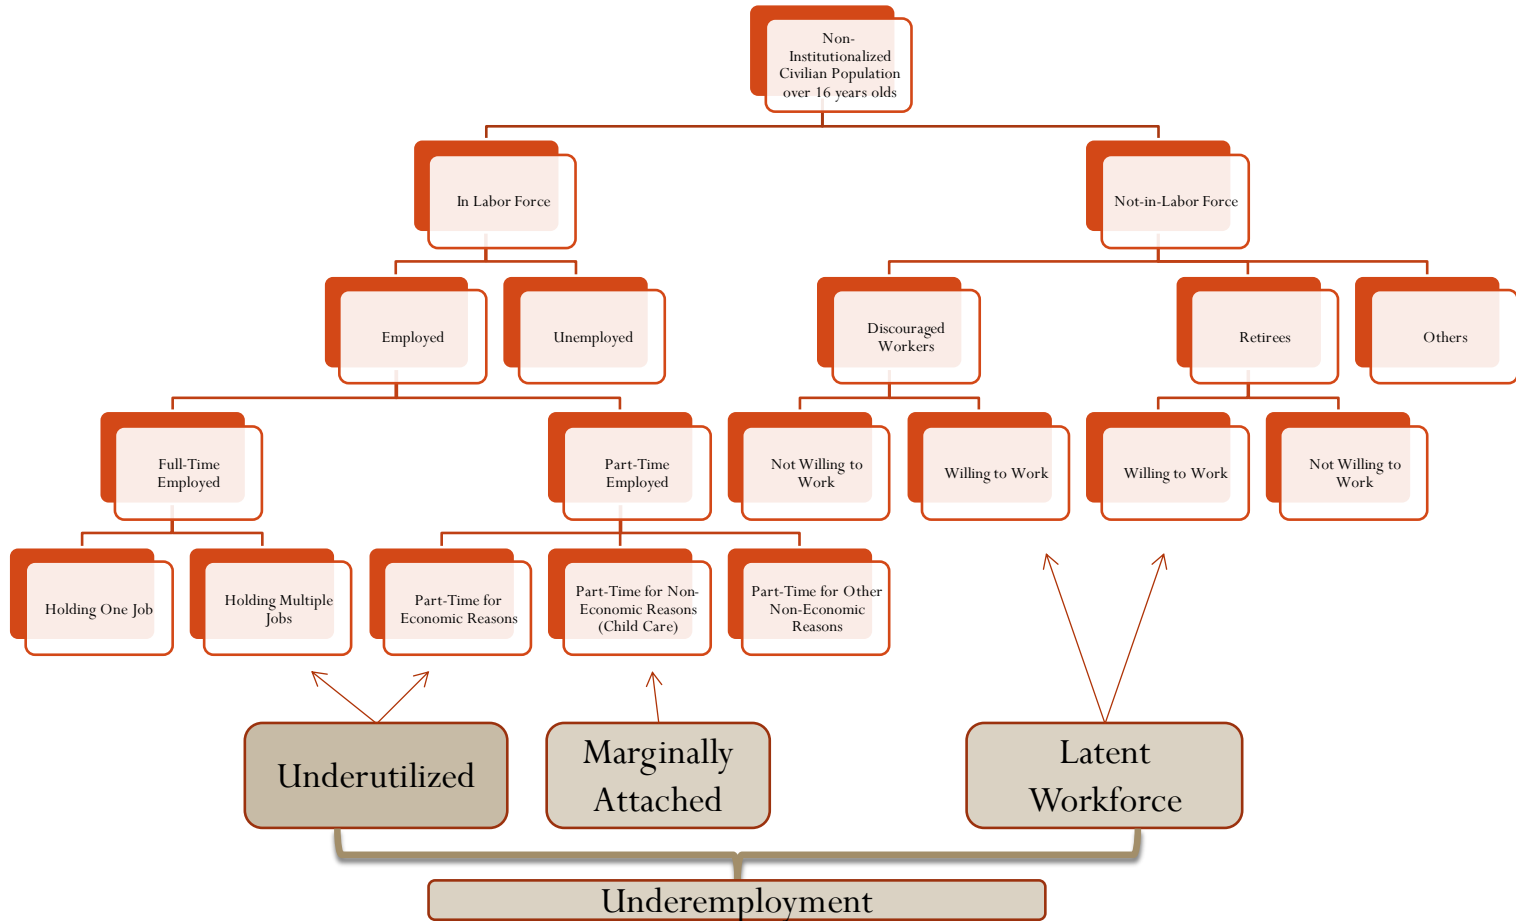 Non-
Institutionalized
Civilian Population
over 16 years olds
In Labor Force
Not-in-Labor Force
Employed
Unemployed
Discouraged
Workers
Retirees
Others
Full-Time
Employed
Part-Time
Employed
Not Willing to
Work
Willing to Work
Willing to Work
Not Willing to
Work
Holding One Job
Holding Multiple
Jobs
Part-Time for
Economic Reasons
Part-Time for Non-
Economic Reasons
(Child Care)
Part-Time for Other
Non-Economic
Reasons
Underutilized
Marginally
Attached
Latent
Workforce
Underemployment